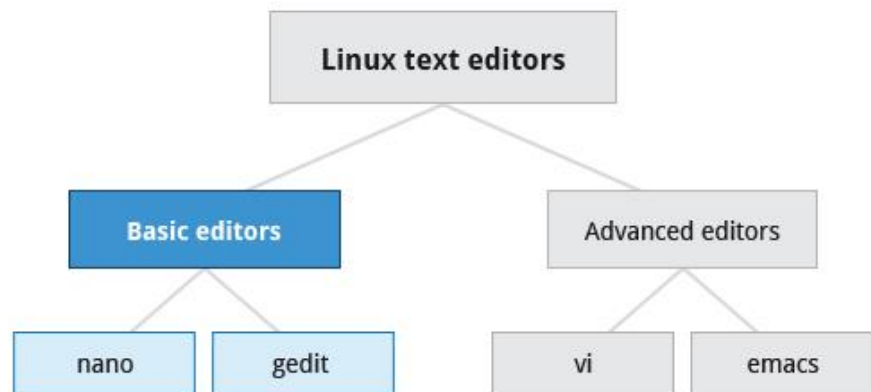 Linux text editors
Basic editors
Advanced editors
nano
gedit
vi
emacs